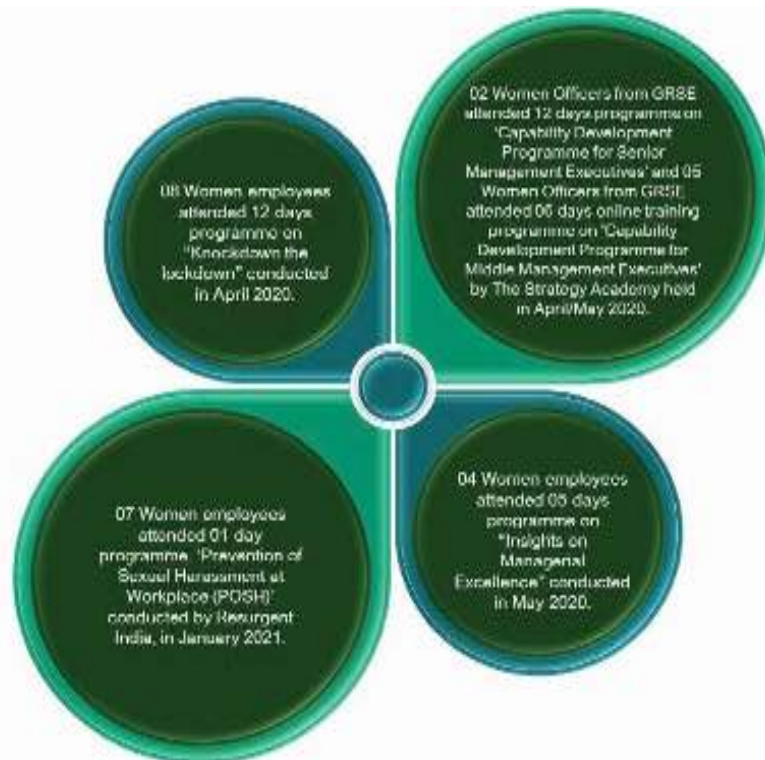 08 Women employees
attended 12 days
programme on
"Knockdown the
lockdown" conducted
in April 2020.
02 Women Officers from GRSE
attended 12 days programme on
'Capability Development
Programme for Senior
Management Executives' and 05
Women Officers from GRSE
attended 06 days online training
programme on 'Capability
Development Programme for
Middle Management Executives'
by The Strategy Academy held
in April/May 2020.
07 Women employees
attended 01 day
programme 'Prevention of
Sexual Harassment at
Workplace (POSH)'
conducted by Resurgent
India, in January 2021.
04 Women employees
attended 05 days
programme on
"Insights on
Managerial
Excellence" conducted
in May 2020.